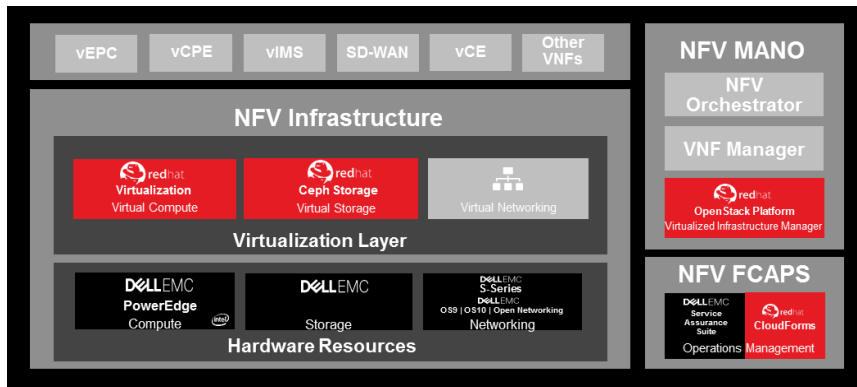 vEPC
vCPE
vIMS
SD-WAN
vCE
Other
VNFs
NFV Infrastructure
redhat
Virtualization
Virtual Compute
redhat
Ceph Storage
Virtual Storage
Virtual Networking
Virtualization Layer
DELLEMC
PowerEdge
Compute
intel
DELLEMC
Storage
DELLEMC
S-Series
DELLEMC
OS9 | OS10 | Open Networking
Networking
Hardware Resources
NFV MANO
NFV
Orchestrator
VNF Manager
redhat
OpenStack Platform
Virtualized Infrastructure Manager
NFV FCAPS
DELLEMC
Service
Assurance
Suite
redhat
CloudForms
Operations Management